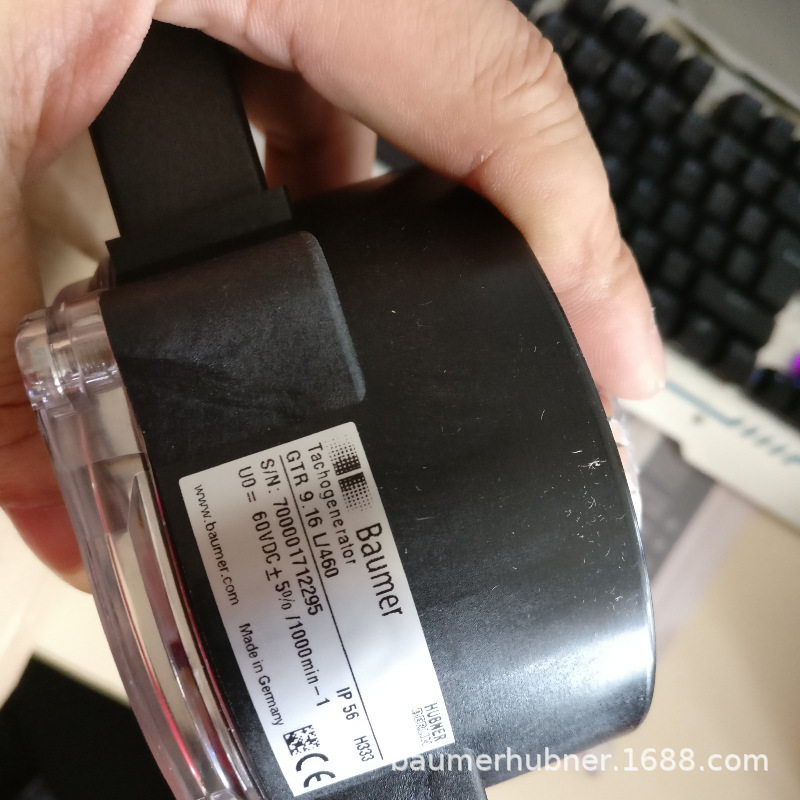 Baumer
Tachogenerator
GTR 9.16 L/460
S/N: 700001712295
U0 = 60VDC ± 5% /1000min-1
IP 56
H333
www.baumer.com
Made in Germany
CE
HÜBNER
baumerhubner.1688.com